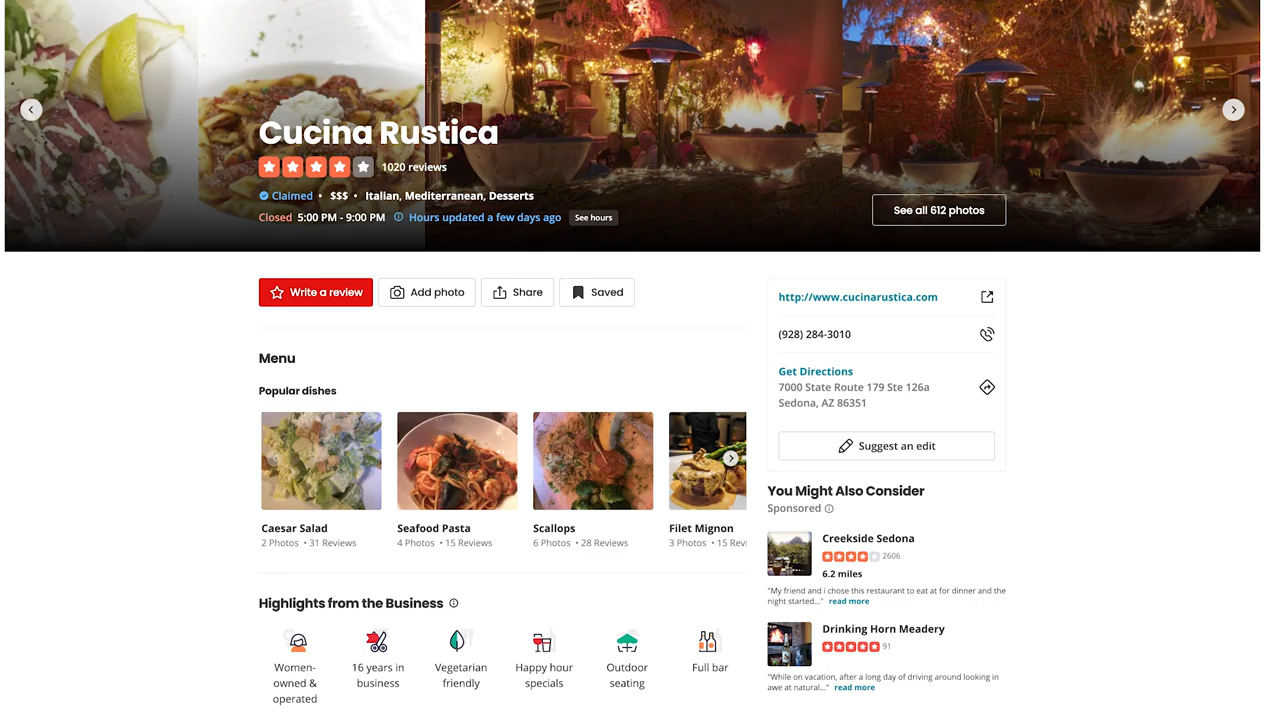 Cucina Rustica
1020 reviews
Claimed • $$$ • Italian, Mediterranean, Desserts
Closed 5:00 PM - 9:00 PM Hours updated a few days ago See hours
See all 612 photos
Write a review
Add photo
Share
Saved
Menu
Popular dishes
Caesar Salad
2 Photos • 31 Reviews
Seafood Pasta
4 Photos • 15 Reviews
Scallops
6 Photos • 28 Reviews
Filet Mignon
3 Photos • 15 Revi
Highlights from the Business
Women-
owned &
operated
16 years in
business
Vegetarian
friendly
Happy hour
specials
Outdoor
seating
Full bar
http://www.cucinarustica.com
(928) 284-3010
Get Directions
7000 State Route 179 Ste 126a
Sedona, AZ 86351
Suggest an edit
You Might Also Consider
Sponsored
Creekside Sedona
2606
6.2 miles
"My friend and i chose this restaurant to eat at for dinner and the
night started..." read more
Drinking Horn Meadery
91
"While on vacation, after a long day of driving around looking in
awe at natural..." read more